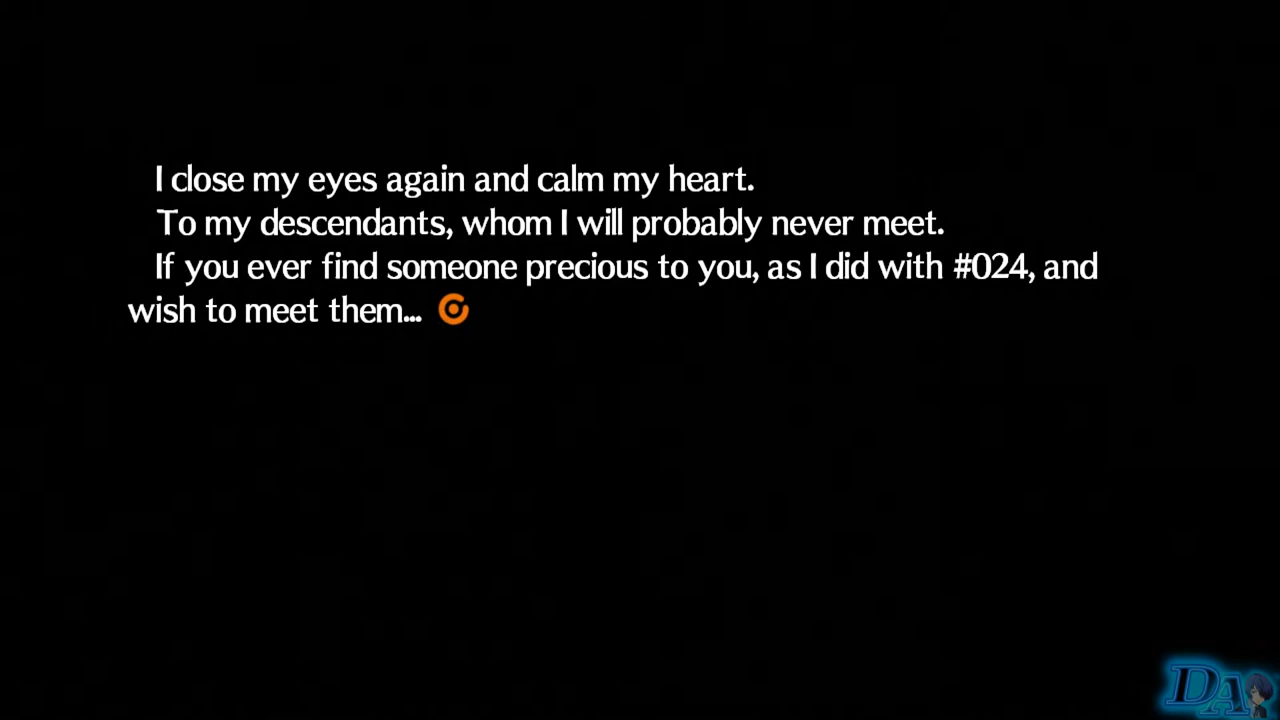 I close my eyes again and calm my heart.
To my descendants, whom I will probably never meet.
If you ever find someone precious to you, as I did with #024, and
wish to meet them...
DA